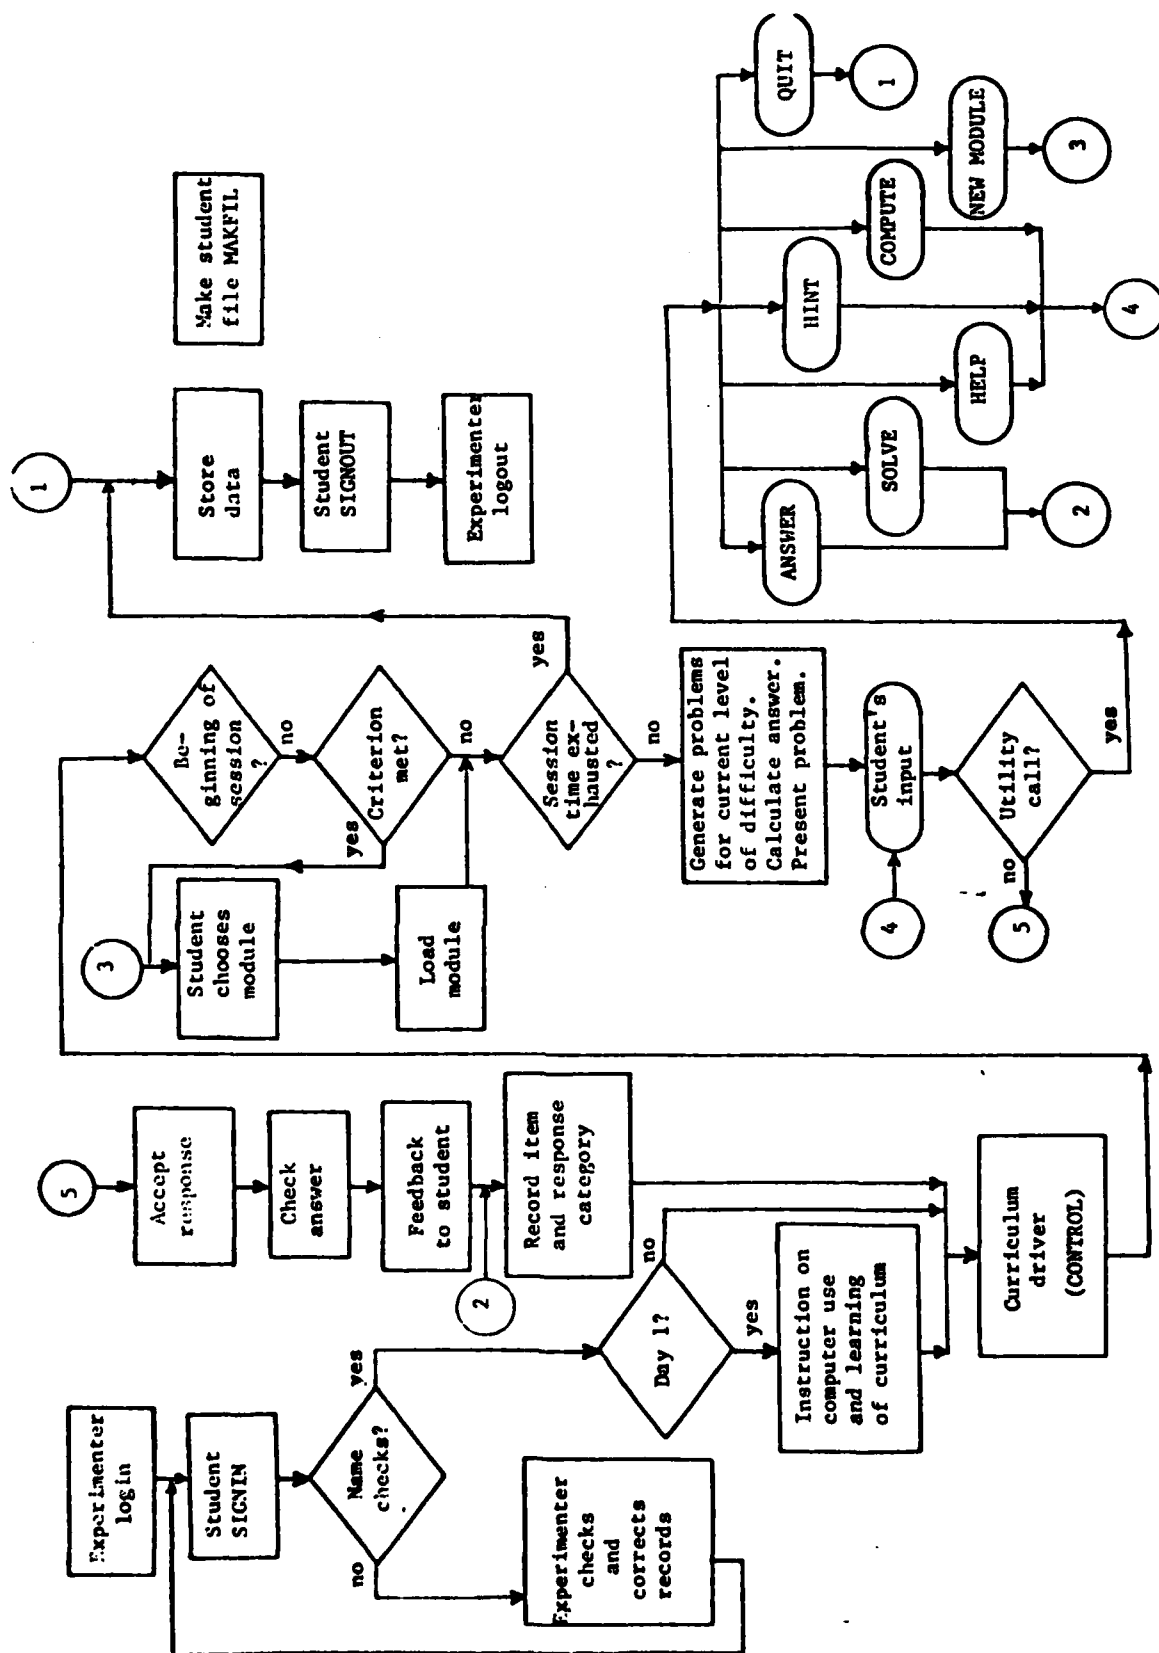 Experimenter
login
Student
SIGNIN
Name
checks?
no
yes
Experimenter
checks
and
corrects
records
Day 1?
no
yes
Instruction on
computer use
and learning
of curriculum
5
Accept
response
Check
answer
Feedback
to student
2
Record item
and response
category
Curriculum
driver
(CONTROL)
Be-
ginning of
session
?
no
Criterion
met?
yes
no
3
Student
chooses
module
Load
module
Session
time ex-
hausted
?
yes
no
Generate problems
for current level
of difficulty.
Calculate answer.
Present problem.
4
Student's
input
Utility
call?
no
yes
5
1
Store
data
Student
SIGNOUT
Experimenter
logout
Make student
file MAKFIL
ANSWER
SOLVE
HELP
HINT
COMPUTE
NEW MODULE
QUIT
2
4
3
1